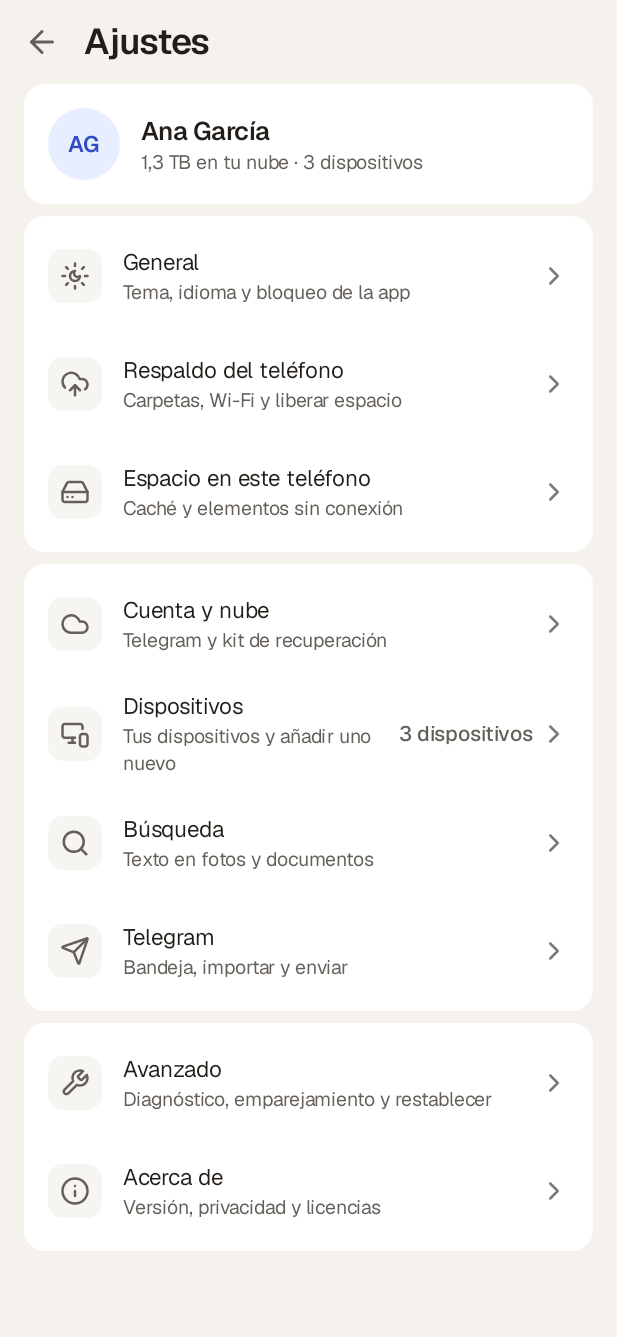 Ajustes
AG
Ana García
1,3 TB en tu nube · 3 dispositivos
General
Tema, idioma y bloqueo de la app
Respaldo del teléfono
Carpetas, Wi-Fi y liberar espacio
Espacio en este teléfono
Caché y elementos sin conexión
Cuenta y nube
Telegram y kit de recuperación
Dispositivos
Tus dispositivos y añadir uno
nuevo
3 dispositivos
Búsqueda
Texto en fotos y documentos
Telegram
Bandeja, importar y enviar
Avanzado
Diagnóstico, emparejamiento y restablecer
Acerca de
Versión, privacidad y licencias